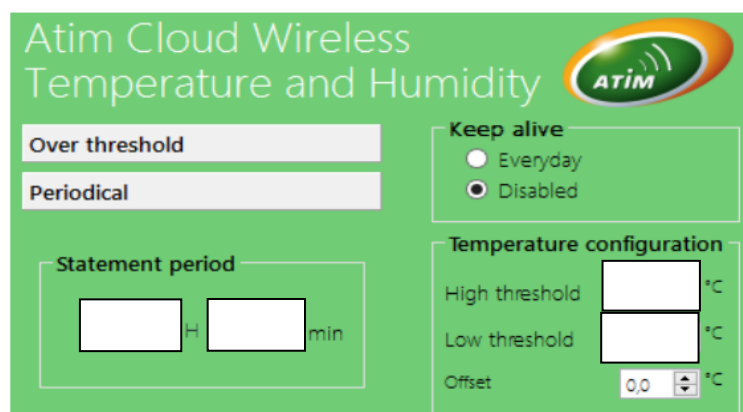 Atim Cloud Wireless
Temperature and Humidity
ATiM
Over threshold
Periodical
Keep alive
Everyday
Disabled
Statement period
H
min
Temperature configuration
High threshold °C
Low threshold °C
Offset 0,0 °C